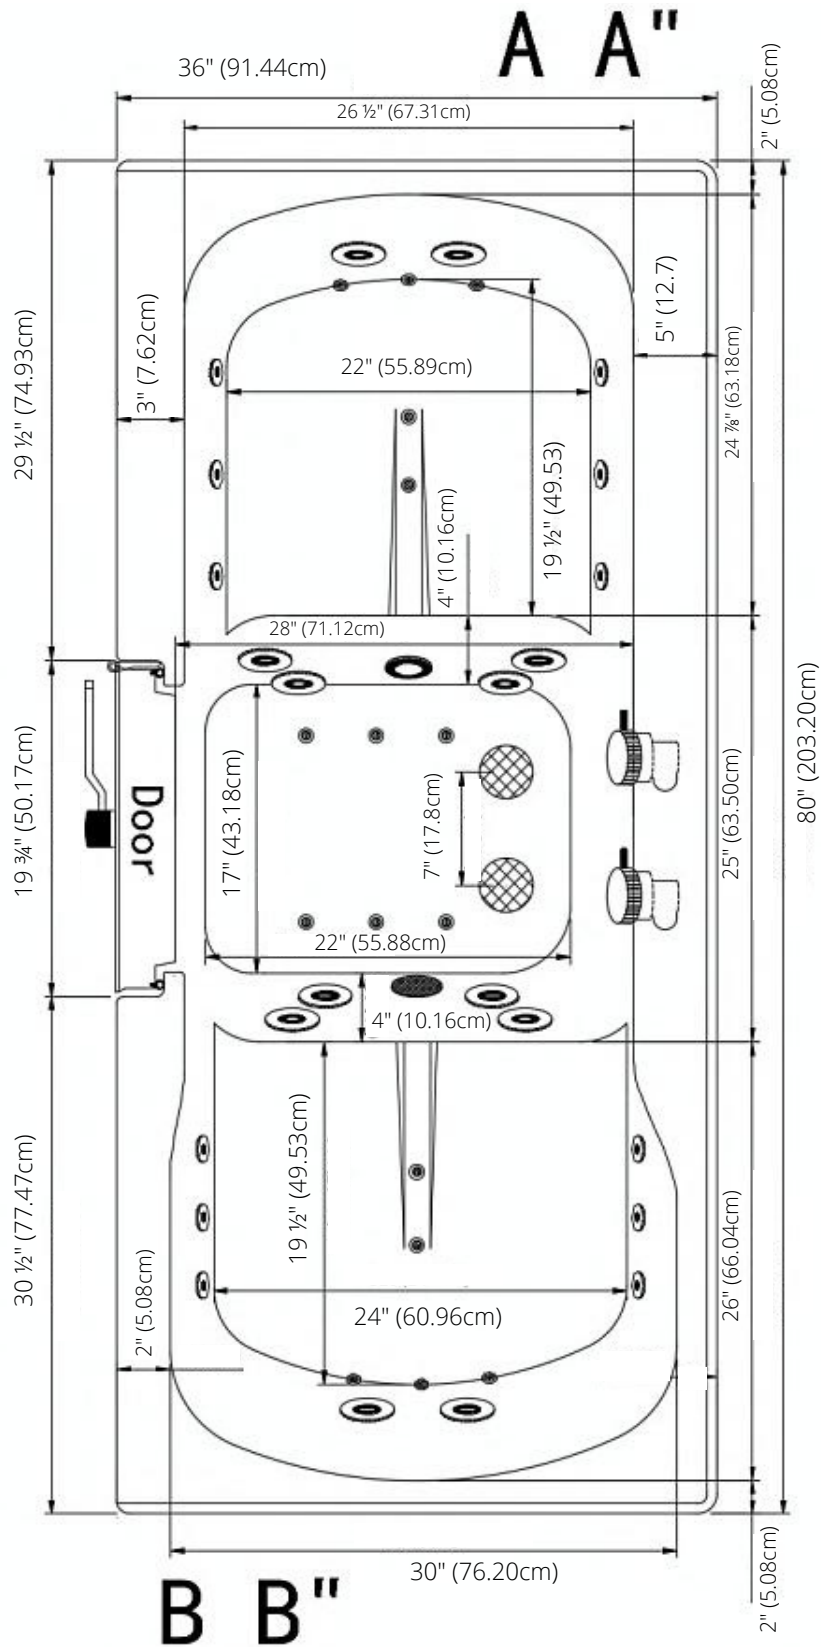 A A"
36" (91.44cm)
26 ½" (67.31cm)
2" (5.08cm)
5" (12.7)
3" (7.62cm)
29 ½" (74.93cm)
22" (55.89cm)
24 ⅞" (63.18cm)
19 ½" (49.53)
4" (10.16cm)
28" (71.12cm)
80" (203.20cm)
19 ¾" (50.17cm)
Door
17" (43.18cm)
7" (17.8cm)
25" (63.50cm)
22" (55.88cm)
4" (10.16cm)
19 ½" (49.53cm)
30 ½" (77.47cm)
26" (66.04cm)
2" (5.08cm)
24" (60.96cm)
30" (76.20cm)
2" (5.08cm)
B B"